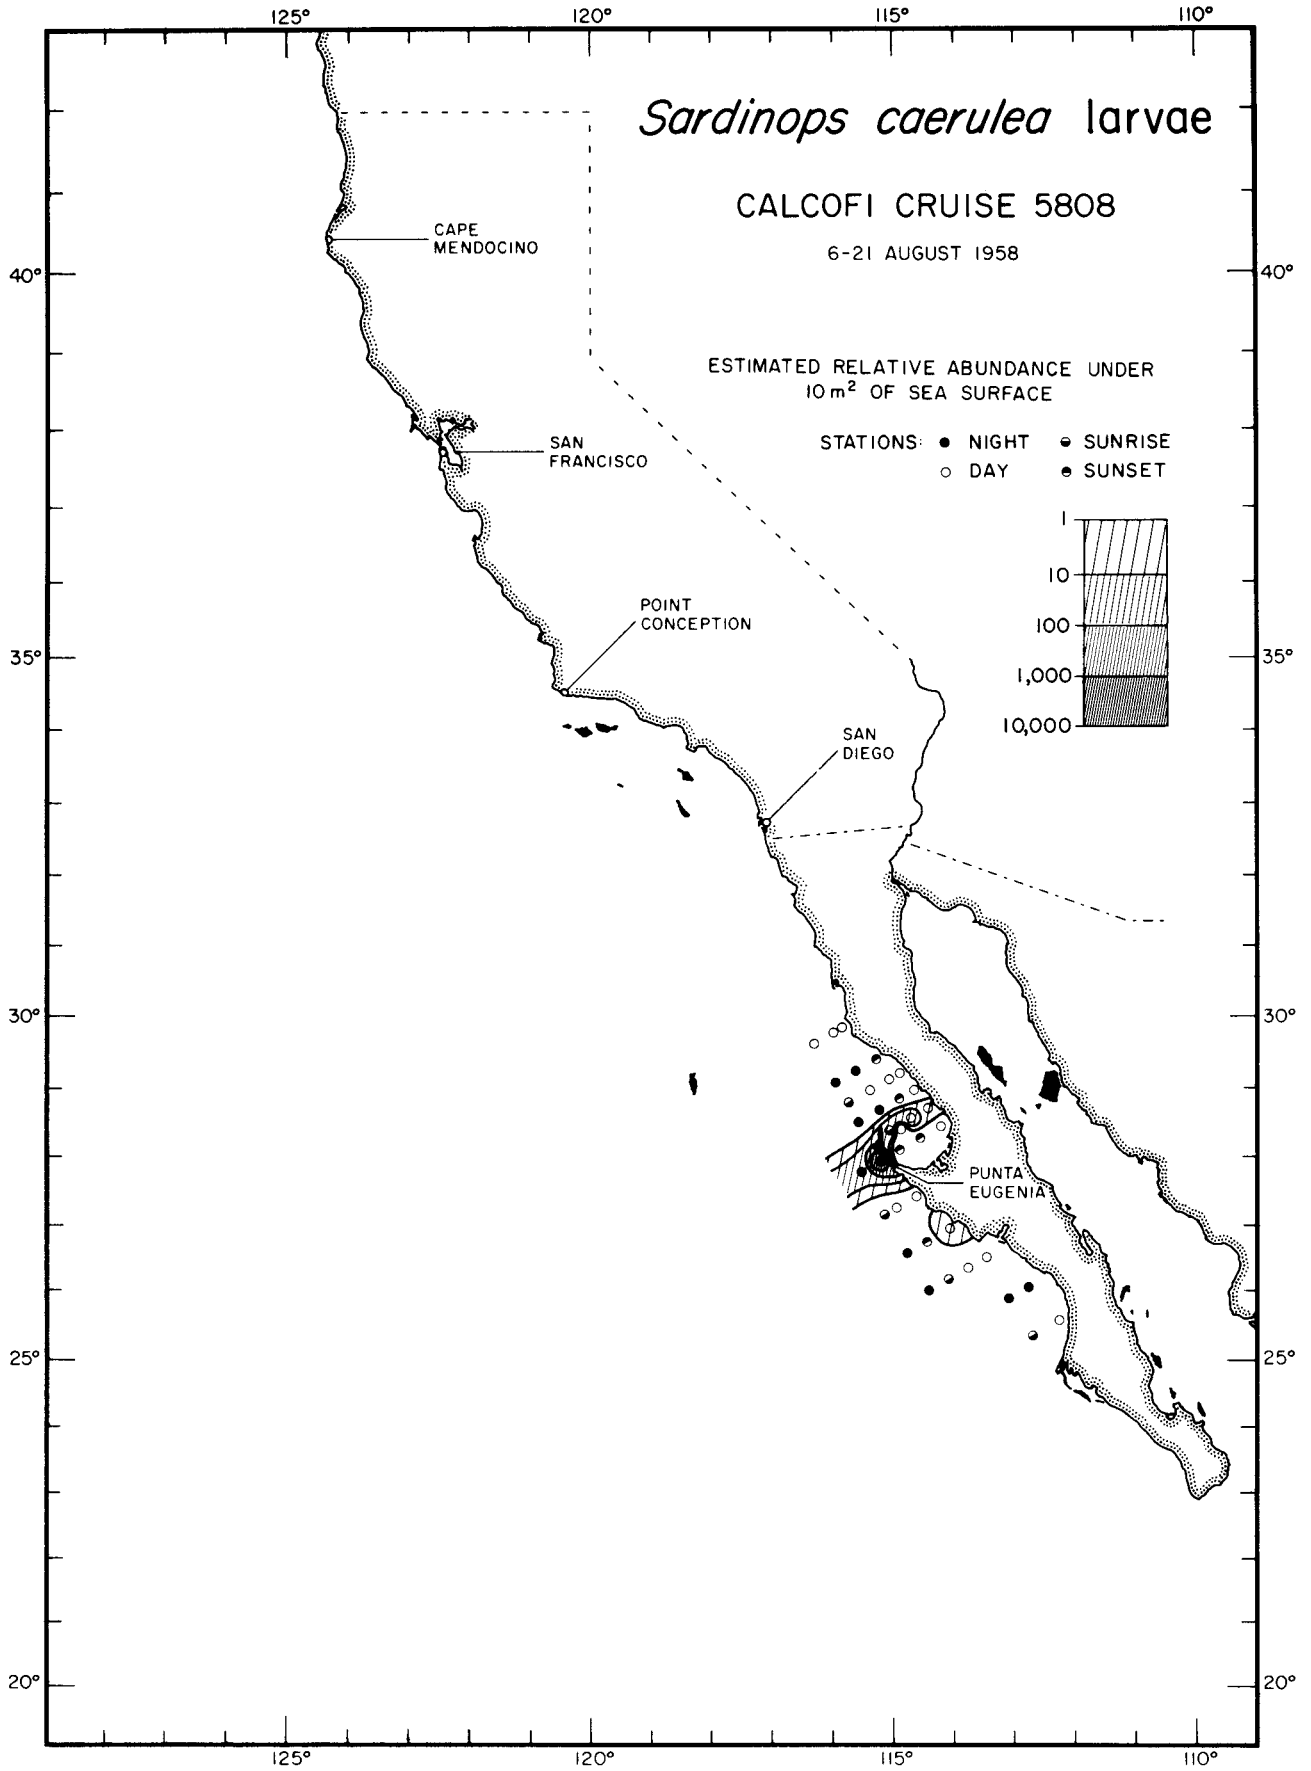 125° 120° 115° 110°
Sardinops caerulea larvae
CALCOFI CRUISE 5808
6-21 AUGUST 1958
CAPE
MENDOCINO
40° 40°
ESTIMATED RELATIVE ABUNDANCE UNDER
10 m² OF SEA SURFACE
STATIONS: NIGHT SUNRISE
DAY SUNSET
SAN
FRANCISCO
1
10
100
1,000
10,000
POINT
CONCEPTION
35° 35°
SAN
DIEGO
30° 30°
PUNTA
EUGENIA
25° 25°
20° 20°
125° 120° 115° 110°